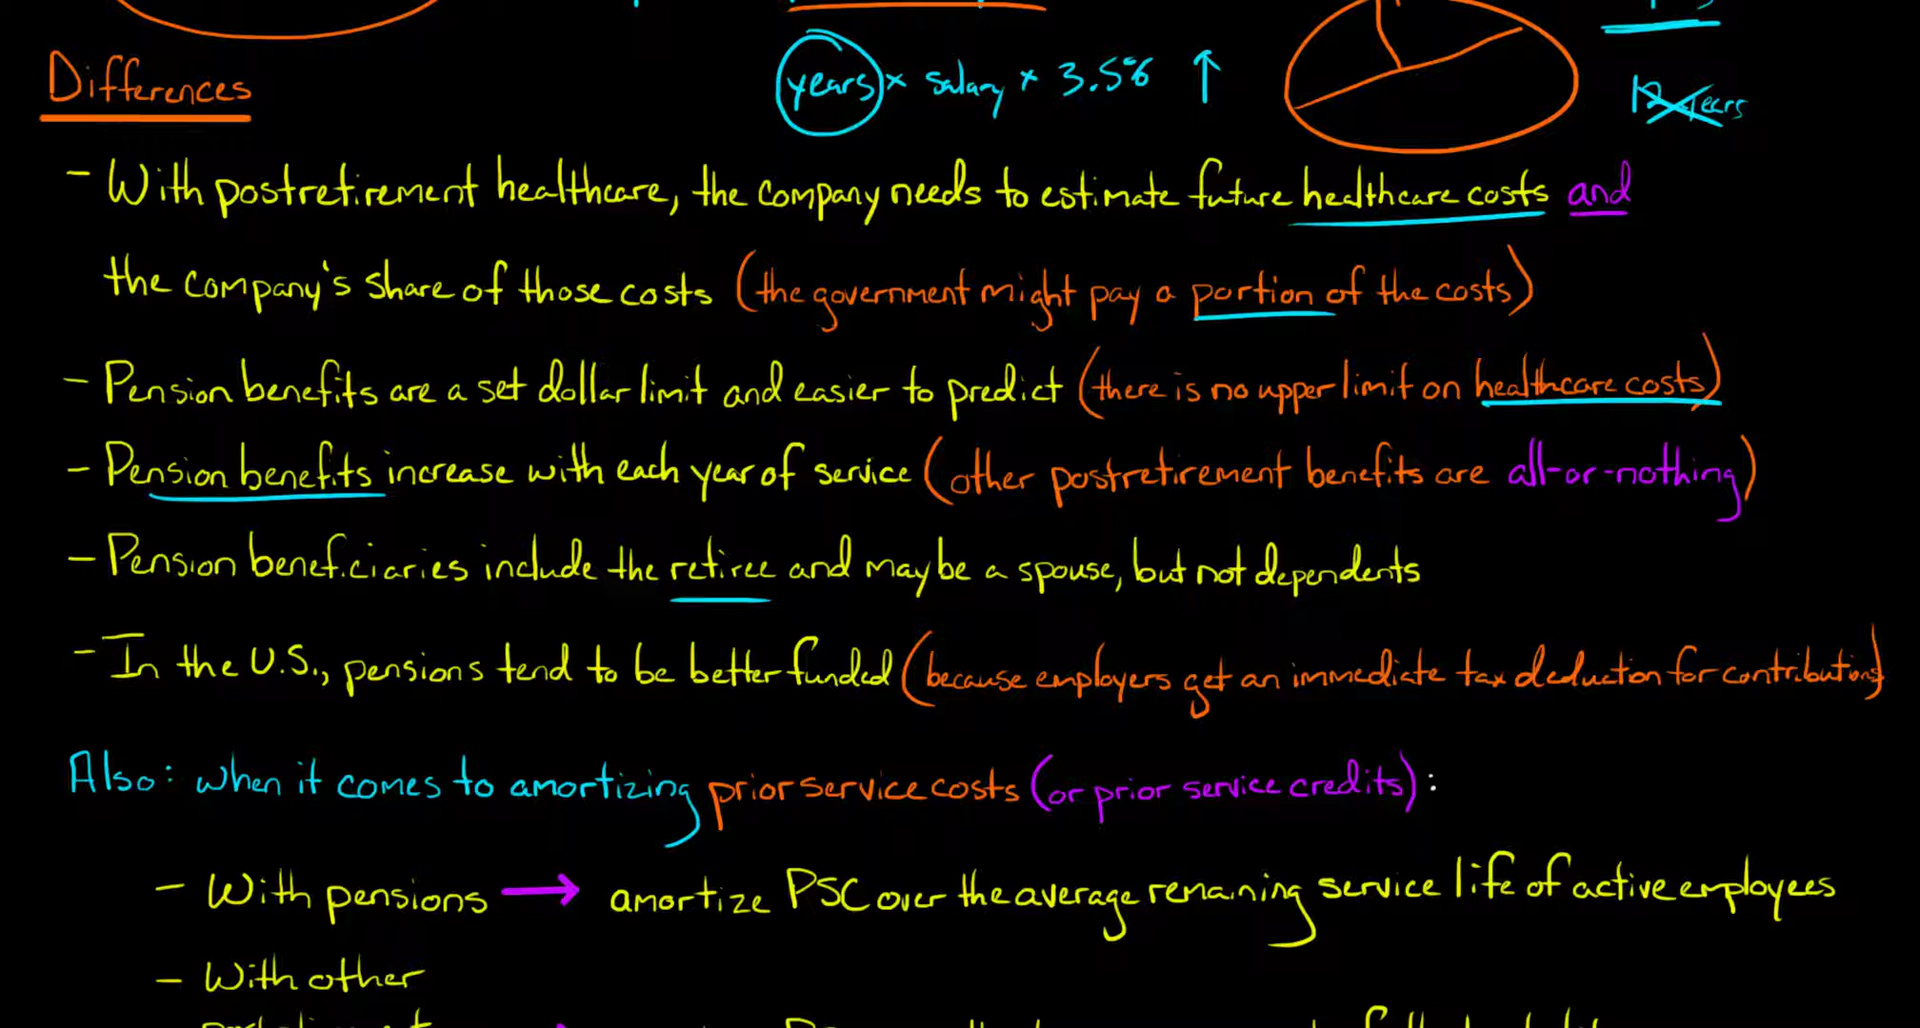 years × salary × 3.5% ↑
Differences
12 years
- With postretirement healthcare, the company needs to estimate future healthcare costs and
the company's share of those costs (the government might pay a portion of the costs)
- Pension benefits are a set dollar limit and easier to predict (there is no upper limit on healthcare costs)
- Pension benefits increase with each year of service (other postretirement benefits are all-or-nothing)
- Pension beneficiaries include the retiree and maybe a spouse, but not dependents
- In the U.S., pensions tend to be better funded (because employers get an immediate tax deduction for contributions)
Also: when it comes to amortizing prior service costs (or prior service credits):
- With pensions → amortize PSC over the average remaining service life of active employees
- With other